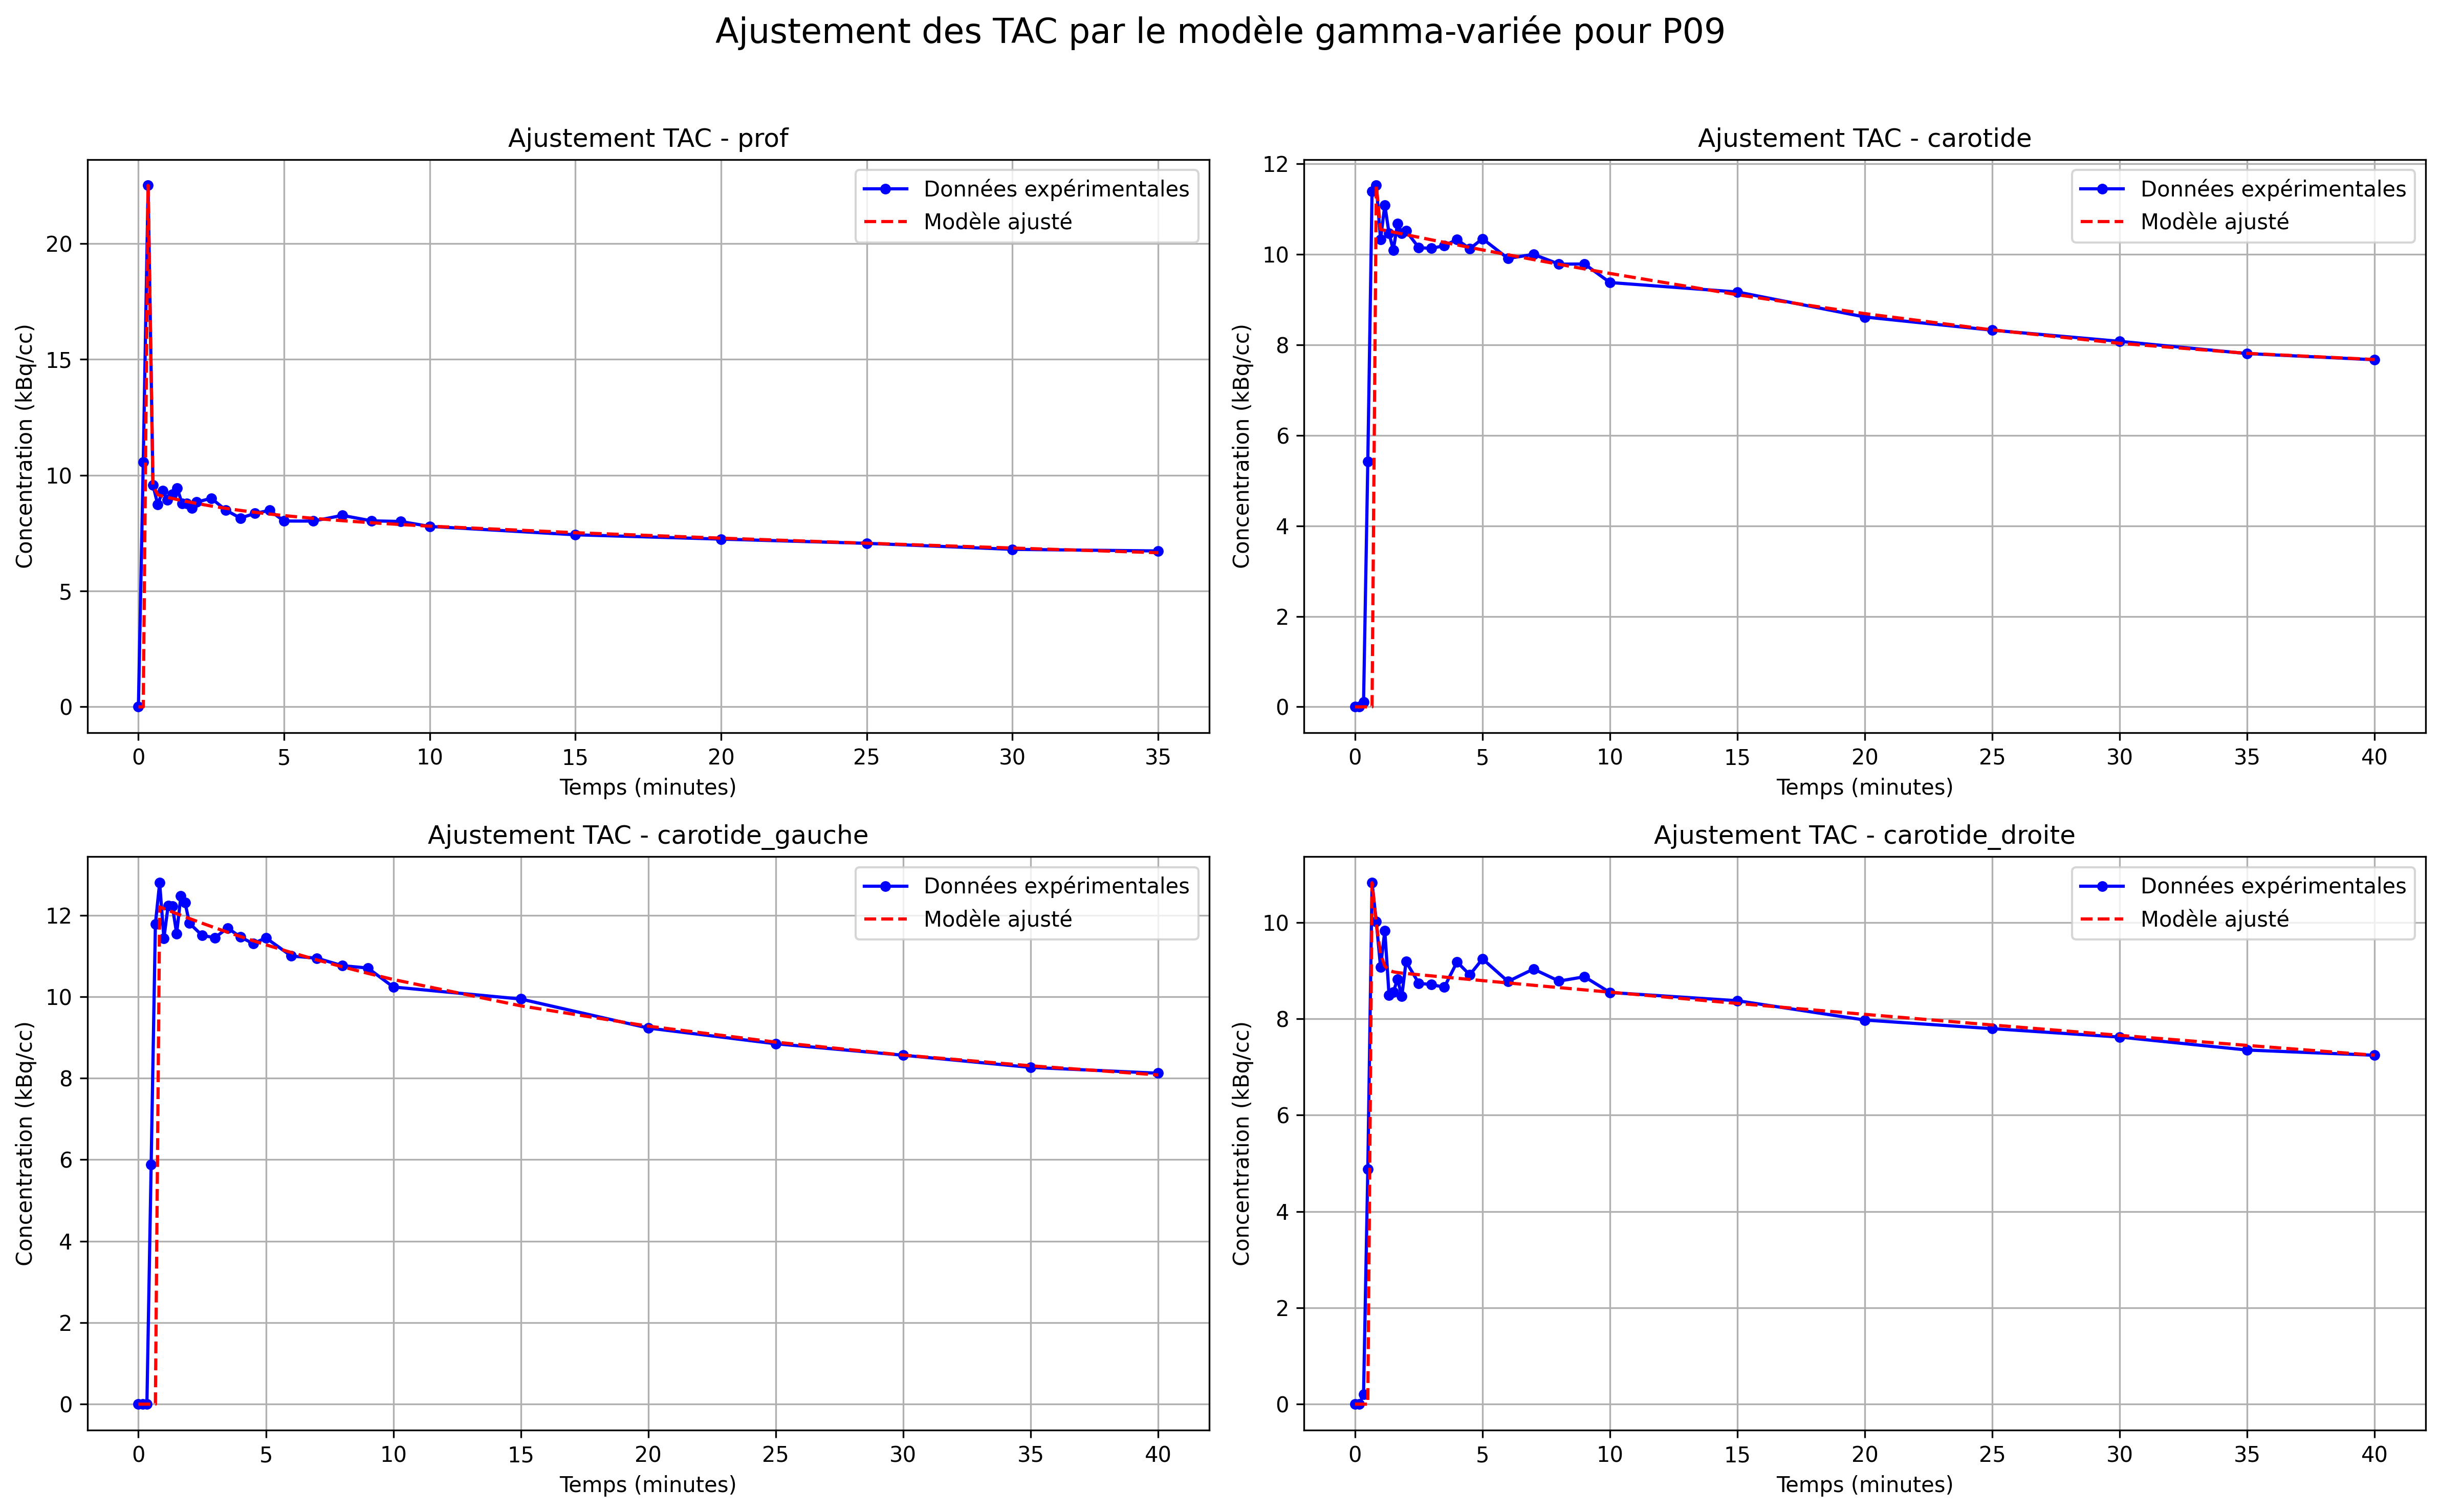 Ajustement des TAC par le modèle gamma-variée pour P09
Ajustement TAC - prof
Concentration (kBq/cc)
20
15
10
5
0
Données expérimentales
Modèle ajusté
0 5 10 15 20 25 30 35
Temps (minutes)
Ajustement TAC - carotide
Concentration (kBq/cc)
12
10
8
6
4
2
0
Données expérimentales
Modèle ajusté
0 5 10 15 20 25 30 35 40
Temps (minutes)
Ajustement TAC - carotide_gauche
Concentration (kBq/cc)
12
10
8
6
4
2
0
Données expérimentales
Modèle ajusté
0 5 10 15 20 25 30 35 40
Temps (minutes)
Ajustement TAC - carotide_droite
Concentration (kBq/cc)
10
8
6
4
2
0
Données expérimentales
Modèle ajusté
0 5 10 15 20 25 30 35 40
Temps (minutes)